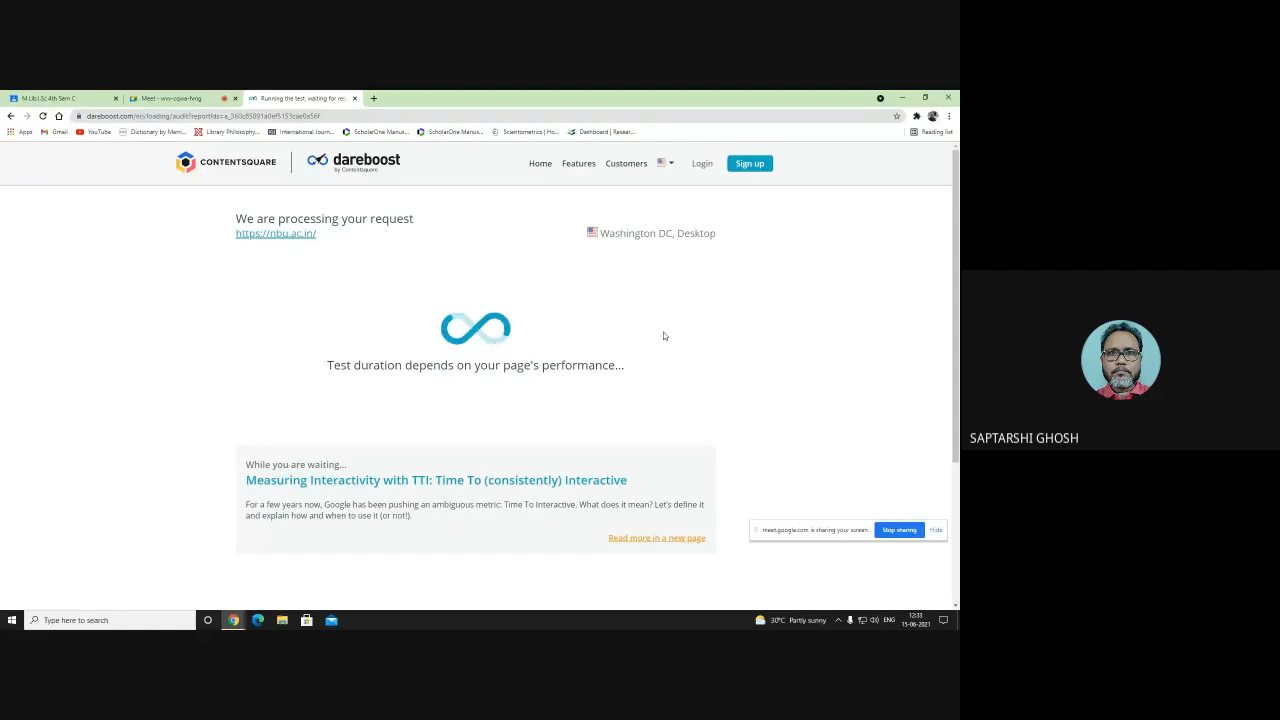 M.Lib.I.Sc 4th Sem C
Meet - wvv-cqwa-fvng
Running the test, waiting for re
dareboost.com/en/loading/audit?reportIds=
Apps
Gmail
YouTube
Dictionary by Merri...
Library Philosophy...
International Journ...
ScholarOne Manus...
ScholarOne Manus...
Scientometrics | Ho...
Dashboard | Resear...
Reading list
CONTENTSQUARE
dareboost
by Contentsquare
Home
Features
Customers
Login
Sign up
We are processing your request
https://nbu.ac.in/
Washington DC, Desktop
Test duration depends on your page's performance...
While you are waiting...
Measuring Interactivity with TTI: Time To (consistently) Interactive
For a few years now, Google has been pushing an ambiguous metric: Time To Interactive. What does it mean? Let's define it
and explain how and when to use it (or not!).
Read more in a new page
meet.google.com is sharing your screen.
Stop sharing
Hide
SAPTARSHI GHOSH
Type here to search
30°C Partly sunny
ENG
12:33
15-06-2021